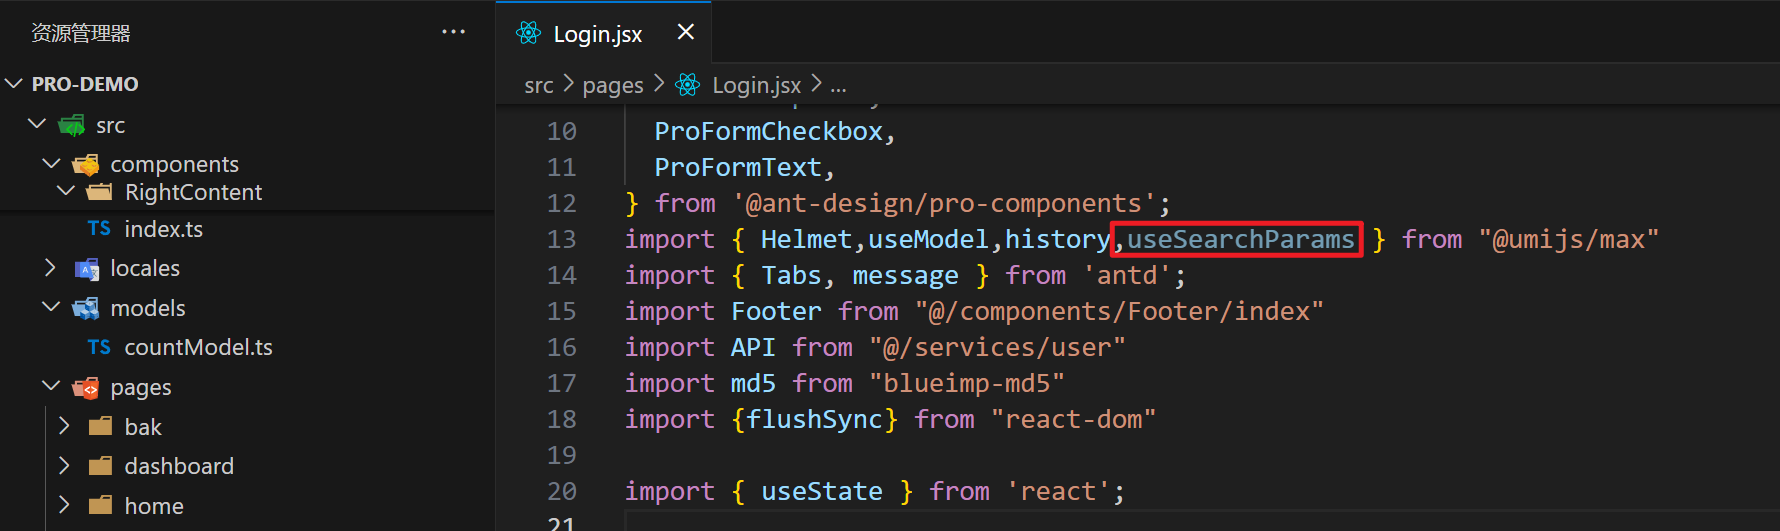 资源管理器
...
PRO-DEMO
src
components
RightContent
TS index.ts
locales
models
TS countModel.ts
pages
bak
dashboard
home
Login.jsx
src > pages > Login.jsx > ...
10 ProFormCheckbox,
11 ProFormText,
12 } from '@ant-design/pro-components';
13 import { Helmet,useModel,history,useSearchParams } from "@umijs/max"
14 import { Tabs, message } from 'antd';
15 import Footer from "@/components/Footer/index"
16 import API from "@/services/user"
17 import md5 from "blueimp-md5"
18 import {flushSync} from "react-dom"
19
20 import { useState } from 'react';
21